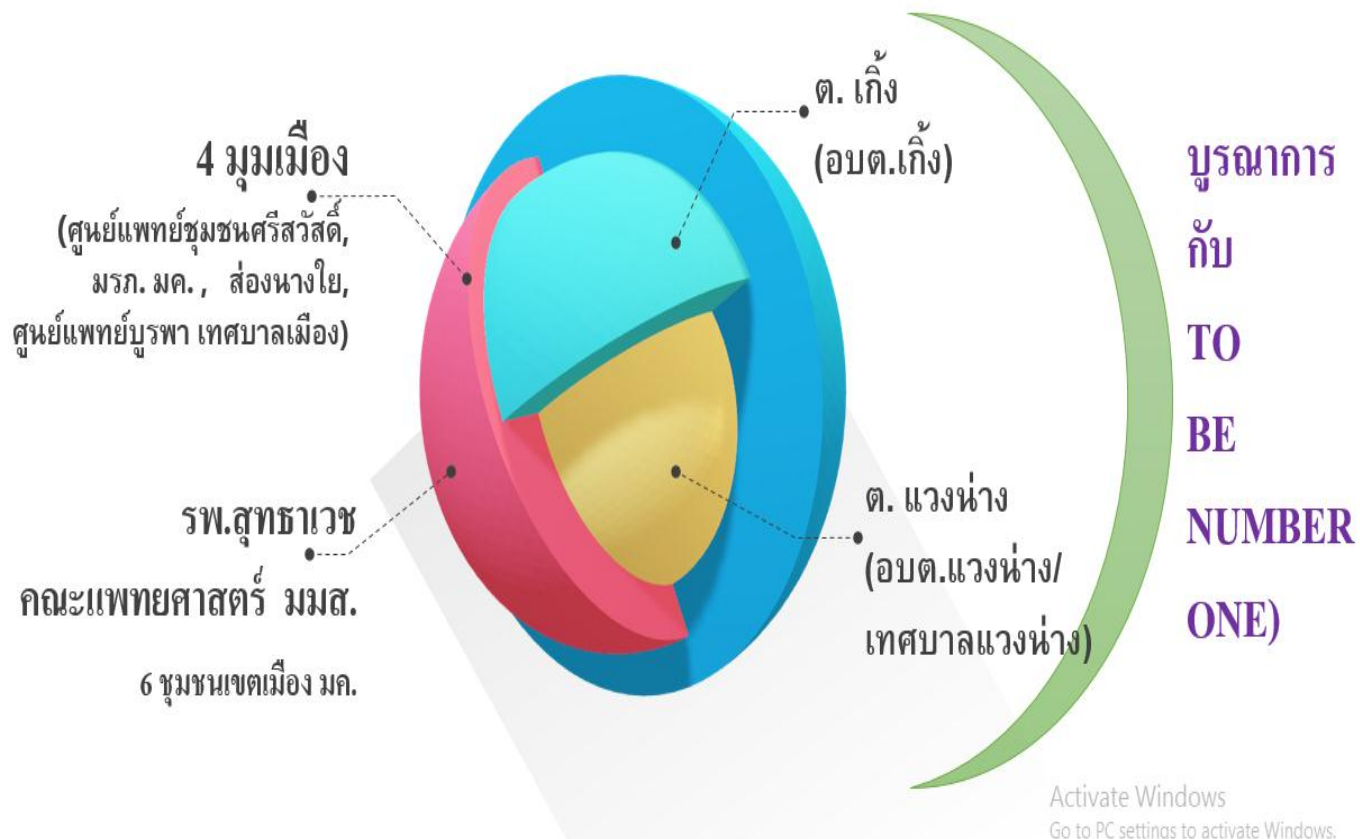 4 มุมเมือง
(ศูนย์แพทย์ชุมชนศรีสวัสดิ์,
มรภ. มค. , ส่องนางใย,
ศูนย์แพทย์บูรพา เทศบาลเมือง)
รพ.สุทธาเวช
คณะแพทยศาสตร์ มมส.
6 ชุมชนเขตเมือง มค.
ต. เกิ้ง
(อบต.เกิ้ง)
ต. แวงน่าง
(อบต.แวงน่าง/
เทศบาลแวงน่าง)
บูรณาการ
กับ
TO
BE
NUMBER
ONE)
Activate Windows
Go to PC settings to activate Windows.